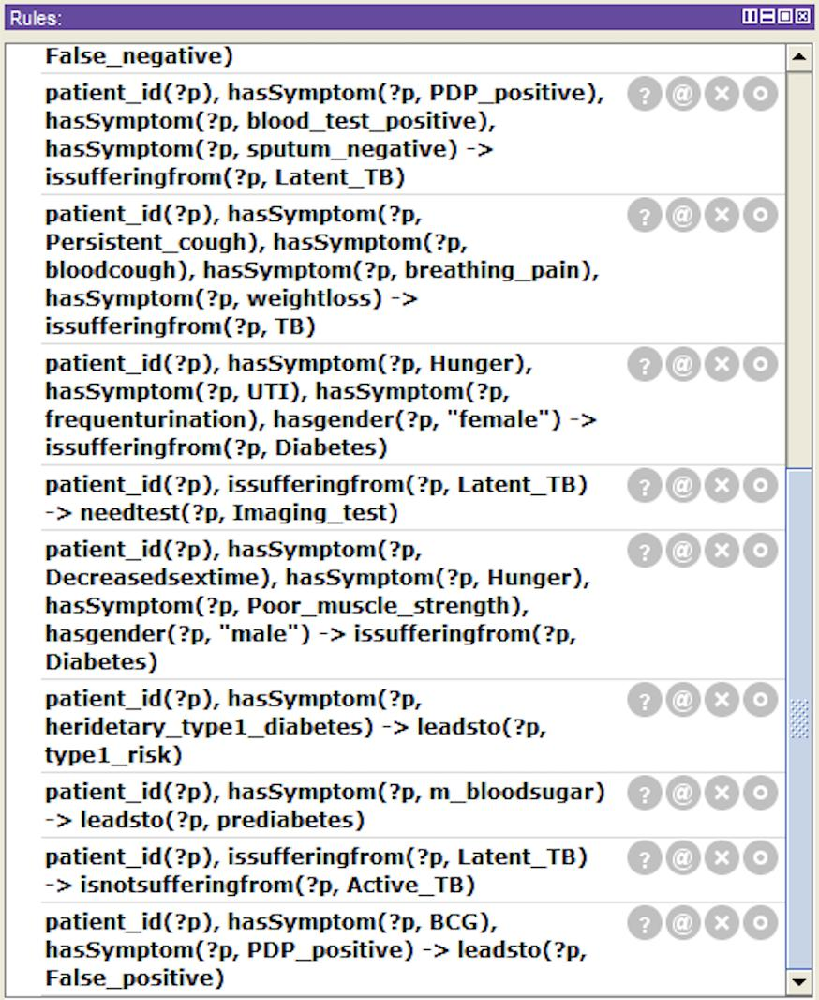 Rules:
False_negative)
patient_id(?p), hasSymptom(?p, PDP_positive),
hasSymptom(?p, blood_test_positive),
hasSymptom(?p, sputum_negative) ->
issufferingfrom(?p, Latent_TB)
patient_id(?p), hasSymptom(?p,
Persistent_cough), hasSymptom(?p,
bloodcough), hasSymptom(?p, breathing_pain),
hasSymptom(?p, weightloss) ->
issufferingfrom(?p, TB)
patient_id(?p), hasSymptom(?p, Hunger),
hasSymptom(?p, UTI), hasSymptom(?p,
frequenturination), hasgender(?p, "female") ->
issufferingfrom(?p, Diabetes)
patient_id(?p), issufferingfrom(?p, Latent_TB)
-> needtest(?p, Imaging_test)
patient_id(?p), hasSymptom(?p,
Decreasedsextime), hasSymptom(?p, Hunger),
hasSymptom(?p, Poor_muscle_strength),
hasgender(?p, "male") -> issufferingfrom(?p,
Diabetes)
patient_id(?p), hasSymptom(?p,
heridetary_type1_diabetes) -> leadsto(?p,
type1_risk)
patient_id(?p), hasSymptom(?p, m_bloodsugar)
-> leadsto(?p, prediabetes)
patient_id(?p), issufferingfrom(?p, Latent_TB)
-> isnotsufferingfrom(?p, Active_TB)
patient_id(?p), hasSymptom(?p, BCG),
hasSymptom(?p, PDP_positive) -> leadsto(?p,
False_positive)